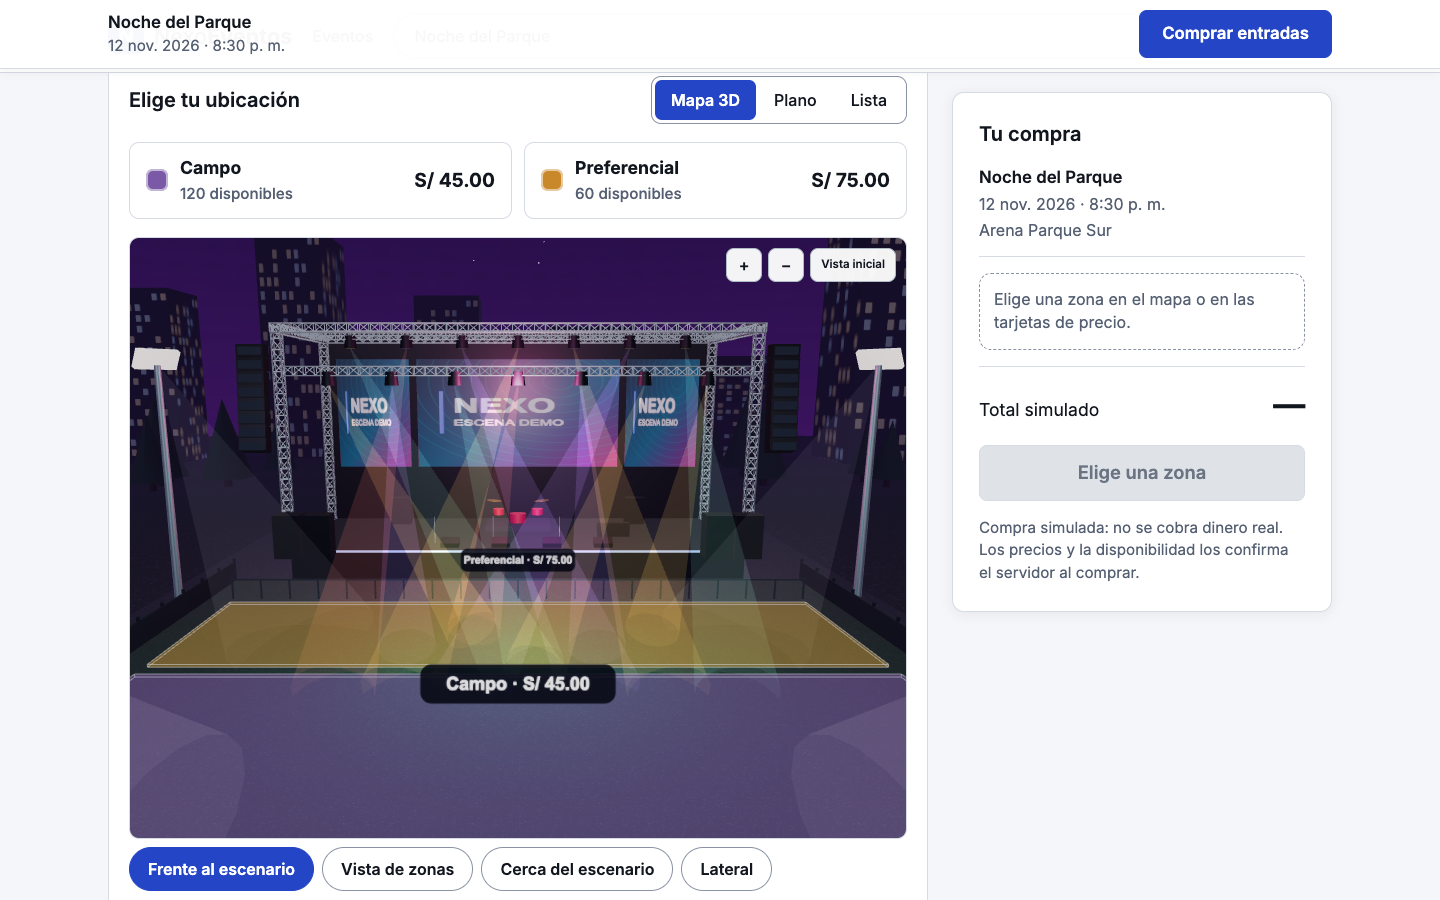 Noche del Parque
12 nov. 2026 · 8:30 p. m.
NexoEventos
Eventos
Noche del Parque
Comprar entradas
Elige tu ubicación
Mapa 3D
Plano
Lista
Campo
120 disponibles
S/ 45.00
Preferencial
60 disponibles
S/ 75.00
+
−
Vista inicial
NEXO
ESCENA DEMO
NEXO
ESCENA DEMO
NEXO
ESCENA DEMO
Preferencial · S/ 75.00
Campo · S/ 45.00
Frente al escenario
Vista de zonas
Cerca del escenario
Lateral
Tu compra
Noche del Parque
12 nov. 2026 · 8:30 p. m.
Arena Parque Sur
Elige una zona en el mapa o en las
tarjetas de precio.
Total simulado
—
Elige una zona
Compra simulada: no se cobra dinero real.
Los precios y la disponibilidad los confirma
el servidor al comprar.